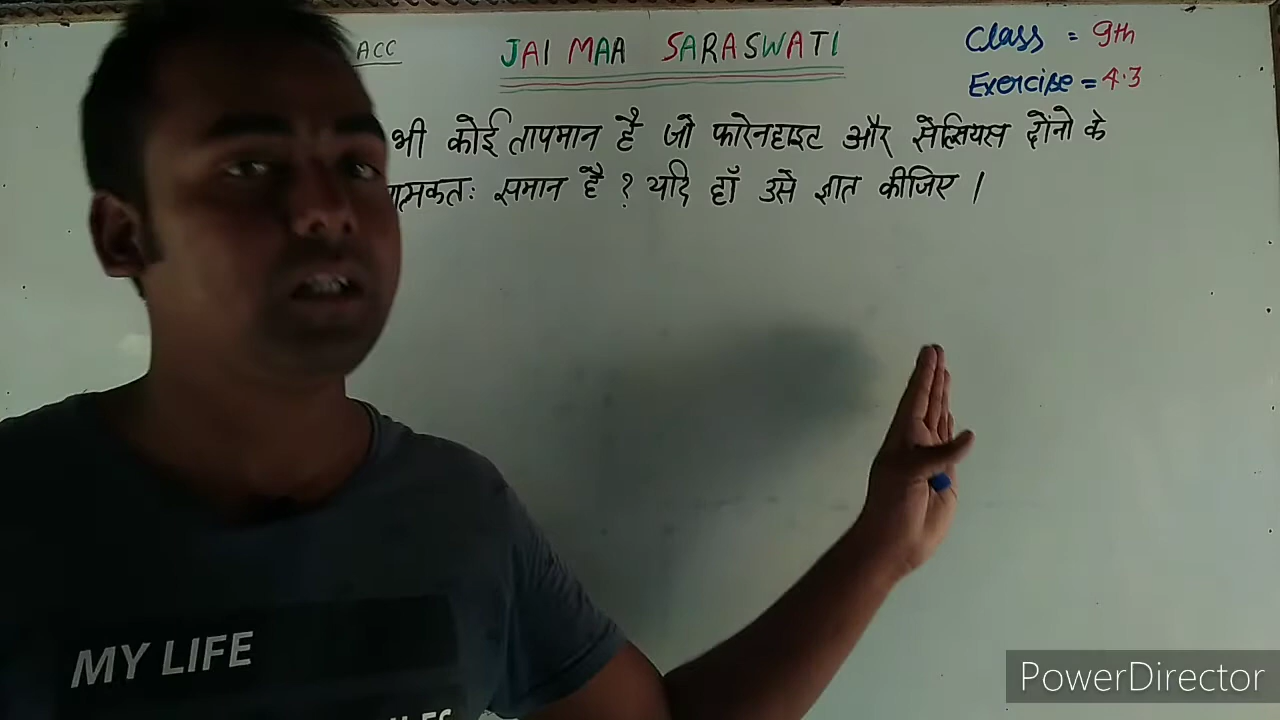 ACC
JAI MAA SARASWATI
Class = 9th
Exercise = 4.3
भी कोई तापमान है जो फारेनहाइट और सेल्सियस दोंनो के
समान है ? यदि हाँ उसे ज्ञात कीजिए ।
MY LIFE
PowerDirector